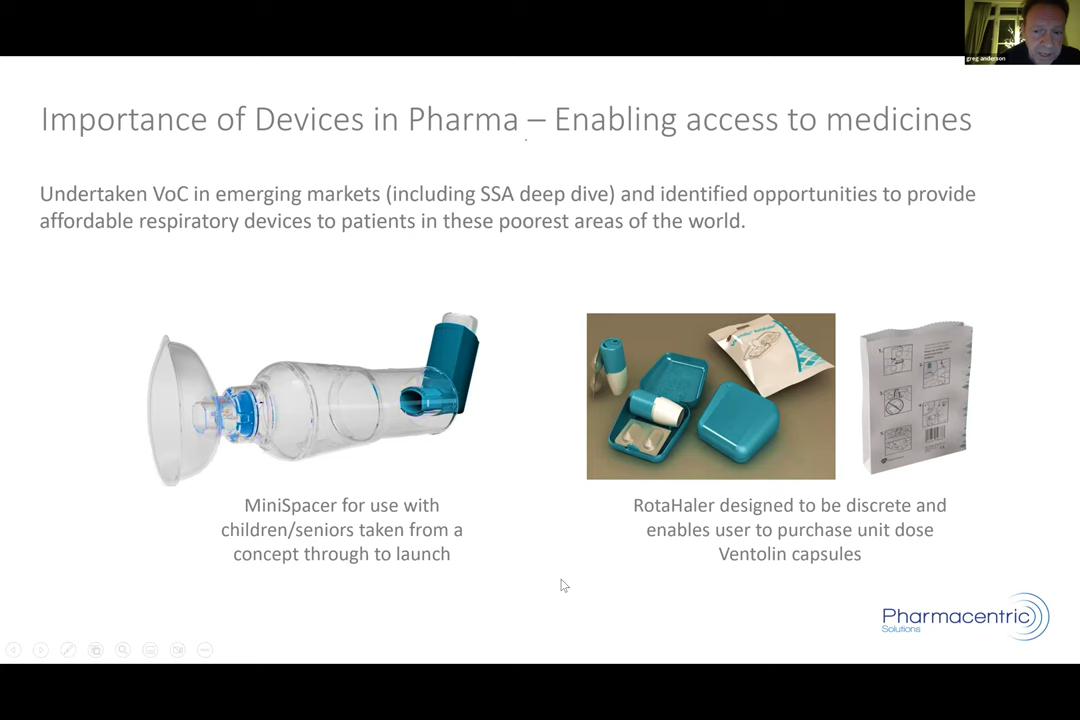 greg anderson
Importance of Devices in Pharma – Enabling access to medicines
Undertaken VoC in emerging markets (including SSA deep dive) and identified opportunities to provide
affordable respiratory devices to patients in these poorest areas of the world.
MiniSpacer for use with
children/seniors taken from a
concept through to launch
RotaHaler designed to be discrete and
enables user to purchase unit dose
Ventolin capsules
Pharmacentric
Solutions